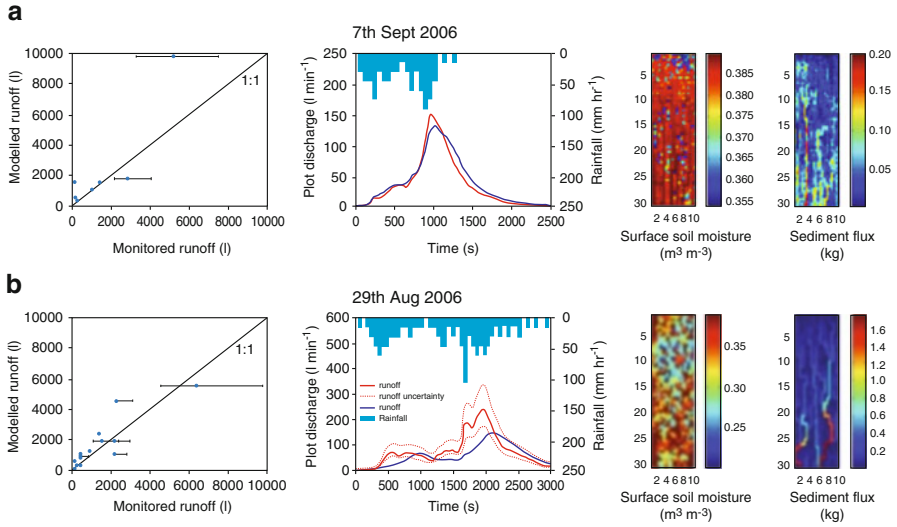 a
7th Sept 2006
10000
8000
6000
4000
2000
0
Modelled runoff (l)
1:1
0 2000 4000 6000 8000 10000
Monitored runoff (l)
250
200
150
100
50
0
Plot discharge (l min-1)
0
50
100
150
200
250
Rainfall (mm hr-1)
0 500 1000 1500 2000 2500
Time (s)
5
10
15
20
25
30
2 4 6 8 10
Surface soil moisture
(m3 m-3)
0.385
0.380
0.375
0.370
0.365
0.360
0.355
5
10
15
20
25
30
2 4 6 8 10
Sediment flux
(kg)
0.20
0.15
0.10
0.05
b
29th Aug 2006
10000
8000
6000
4000
2000
0
Modelled runoff (l)
1:1
0 2000 4000 6000 8000 10000
Monitored runoff (l)
600
500
400
300
200
100
0
Plot discharge (l min-1)
runoff
runoff uncertainty
runoff
Rainfall
0
50
100
150
200
250
Rainfall (mm hr-1)
0 500 1000 1500 2000 2500 3000
Time (s)
5
10
15
20
25
30
2 4 6 8 10
Surface soil moisture
(m3 m-3)
0.35
0.30
0.25
5
10
15
20
25
30
2 4 6 8 10
Sediment flux
(kg)
1.6
1.4
1.2
1.0
0.8
0.6
0.4
0.2